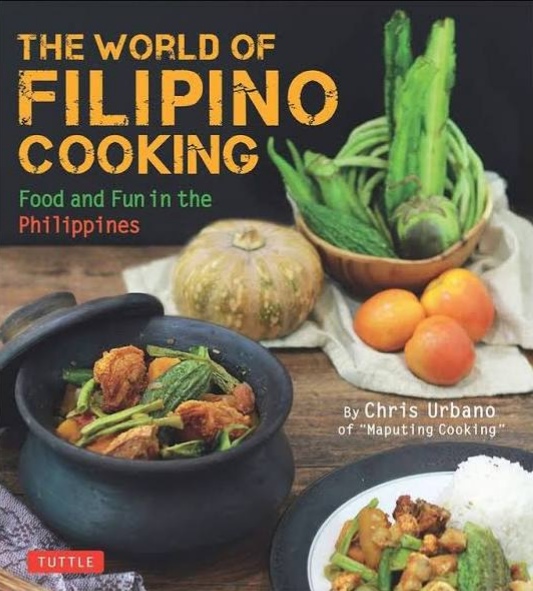 THE WORLD OF
FILIPINO
COOKING
Food and Fun in the
Philippines
By Chris Urbano
of "Maputing Cooking"
TUTTLE